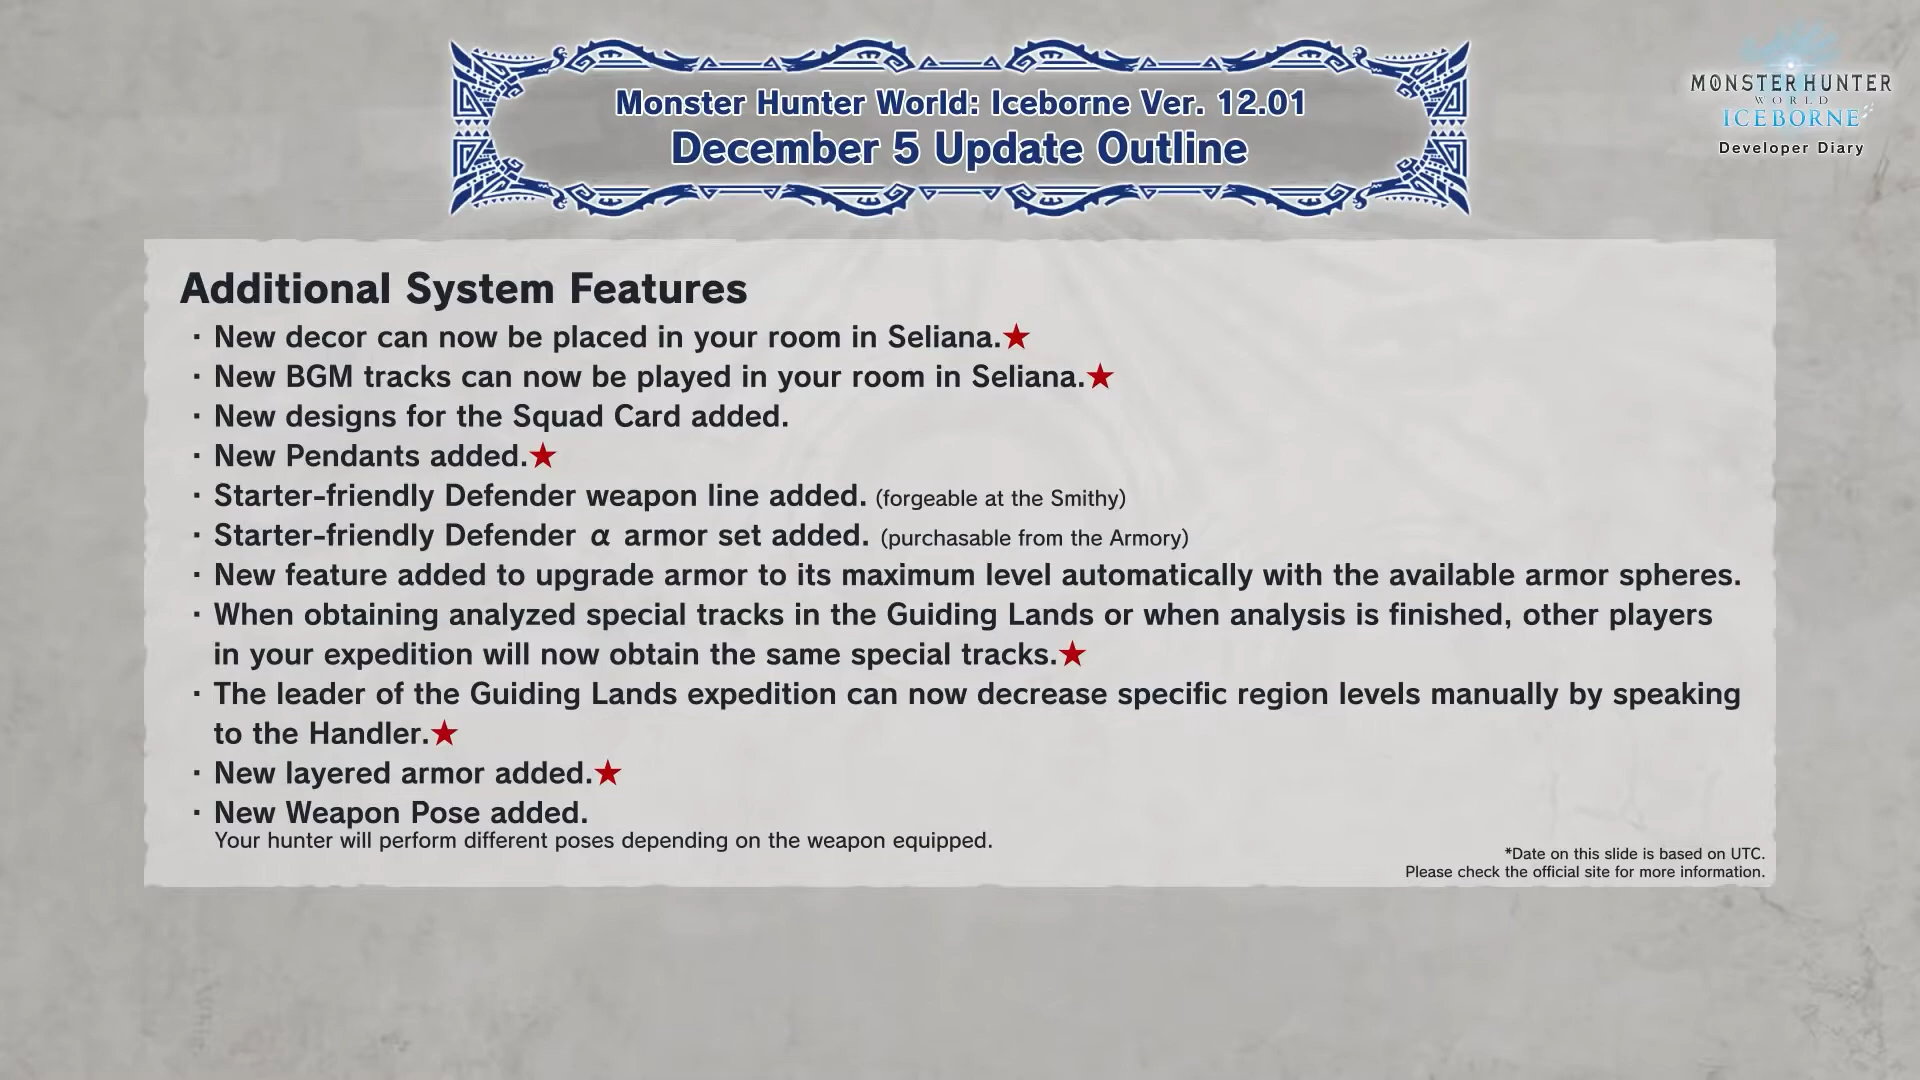 Monster Hunter World: Iceborne Ver. 12.01
December 5 Update Outline
MONSTER HUNTER
WORLD
ICEBORNE
Developer Diary
Additional System Features
· New decor can now be placed in your room in Seliana.★
· New BGM tracks can now be played in your room in Seliana.★
· New designs for the Squad Card added.
· New Pendants added.★
· Starter-friendly Defender weapon line added. (forgeable at the Smithy)
· Starter-friendly Defender α armor set added. (purchasable from the Armory)
· New feature added to upgrade armor to its maximum level automatically with the available armor spheres.
· When obtaining analyzed special tracks in the Guiding Lands or when analysis is finished, other players
in your expedition will now obtain the same special tracks.★
· The leader of the Guiding Lands expedition can now decrease specific region levels manually by speaking
to the Handler.★
· New layered armor added.★
· New Weapon Pose added.
Your hunter will perform different poses depending on the weapon equipped.
*Date on this slide is based on UTC.
Please check the official site for more information.